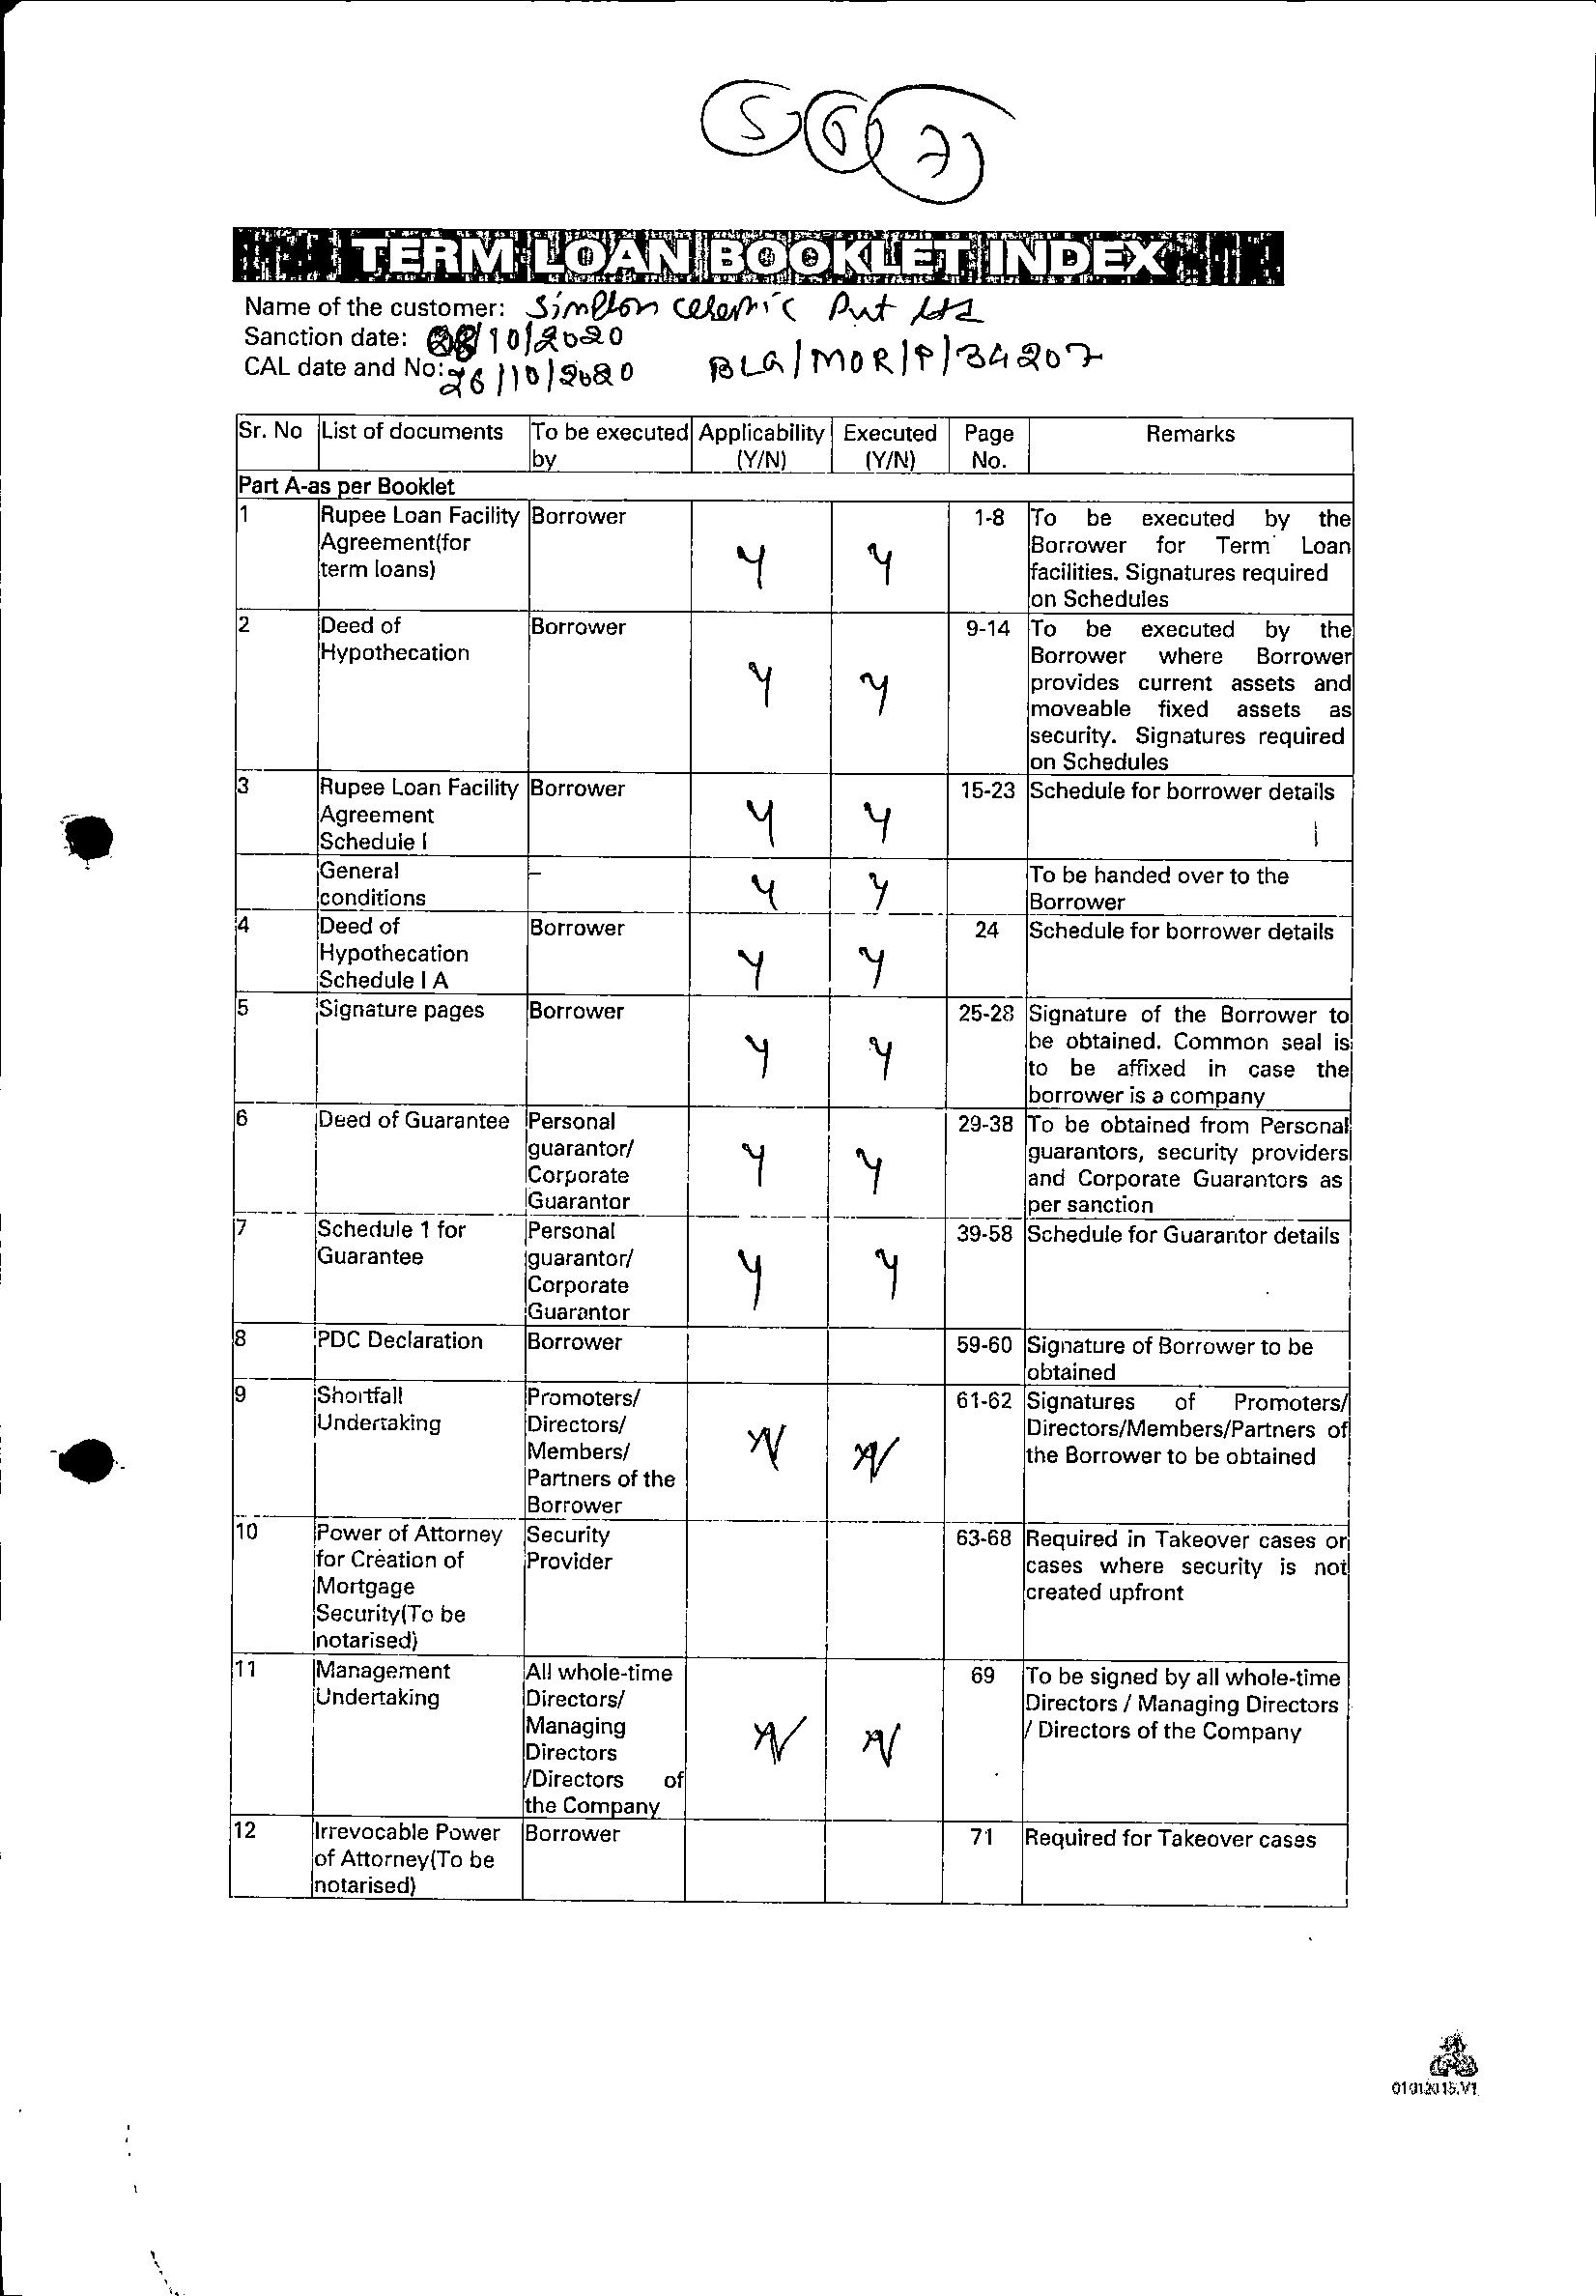 5 6 7
TERM LOAN BOOKLET INDEX
Name of the customer: Simplon ceramic Pvt Ltd
Sanction date: /10/2020
CAL date and No: 26/10/2020 BLG/MOR/P/34207
Sr. No List of documents To be executed by Applicability (Y/N) Executed (Y/N) Page No. Remarks
Part A-as per Booklet
1 Rupee Loan Facility Agreement(for term loans) Borrower Y Y 1-8 To be executed by the Borrower for Term Loan facilities. Signatures required on Schedules
2 Deed of Hypothecation Borrower Y Y 9-14 To be executed by the Borrower where Borrower provides current assets and moveable fixed assets as security. Signatures required on Schedules
3 Rupee Loan Facility Agreement Schedule I Borrower Y Y 15-23 Schedule for borrower details
General conditions – Y Y To be handed over to the Borrower
4 Deed of Hypothecation Schedule I A Borrower Y Y 24 Schedule for borrower details
5 Signature pages Borrower Y Y 25-28 Signature of the Borrower to be obtained. Common seal is to be affixed in case the borrower is a company
6 Deed of Guarantee Personal guarantor/ Corporate Guarantor Y Y 29-38 To be obtained from Personal guarantors, security providers and Corporate Guarantors as per sanction
7 Schedule 1 for Guarantee Personal guarantor/ Corporate Guarantor Y Y 39-58 Schedule for Guarantor details
8 PDC Declaration Borrower 59-60 Signature of Borrower to be obtained
9 Shortfall Undertaking Promoters/ Directors/ Members/ Partners of the Borrower N N 61-62 Signatures of Promoters/ Directors/Members/Partners of the Borrower to be obtained
10 Power of Attorney for Creation of Mortgage Security(To be notarised) Security Provider 63-68 Required in Takeover cases or cases where security is not created upfront
11 Management Undertaking All whole-time Directors/ Managing Directors /Directors of the Company N N 69 To be signed by all whole-time Directors / Managing Directors / Directors of the Company
12 Irrevocable Power of Attorney(To be notarised) Borrower 71 Required for Takeover cases
01012015.V1